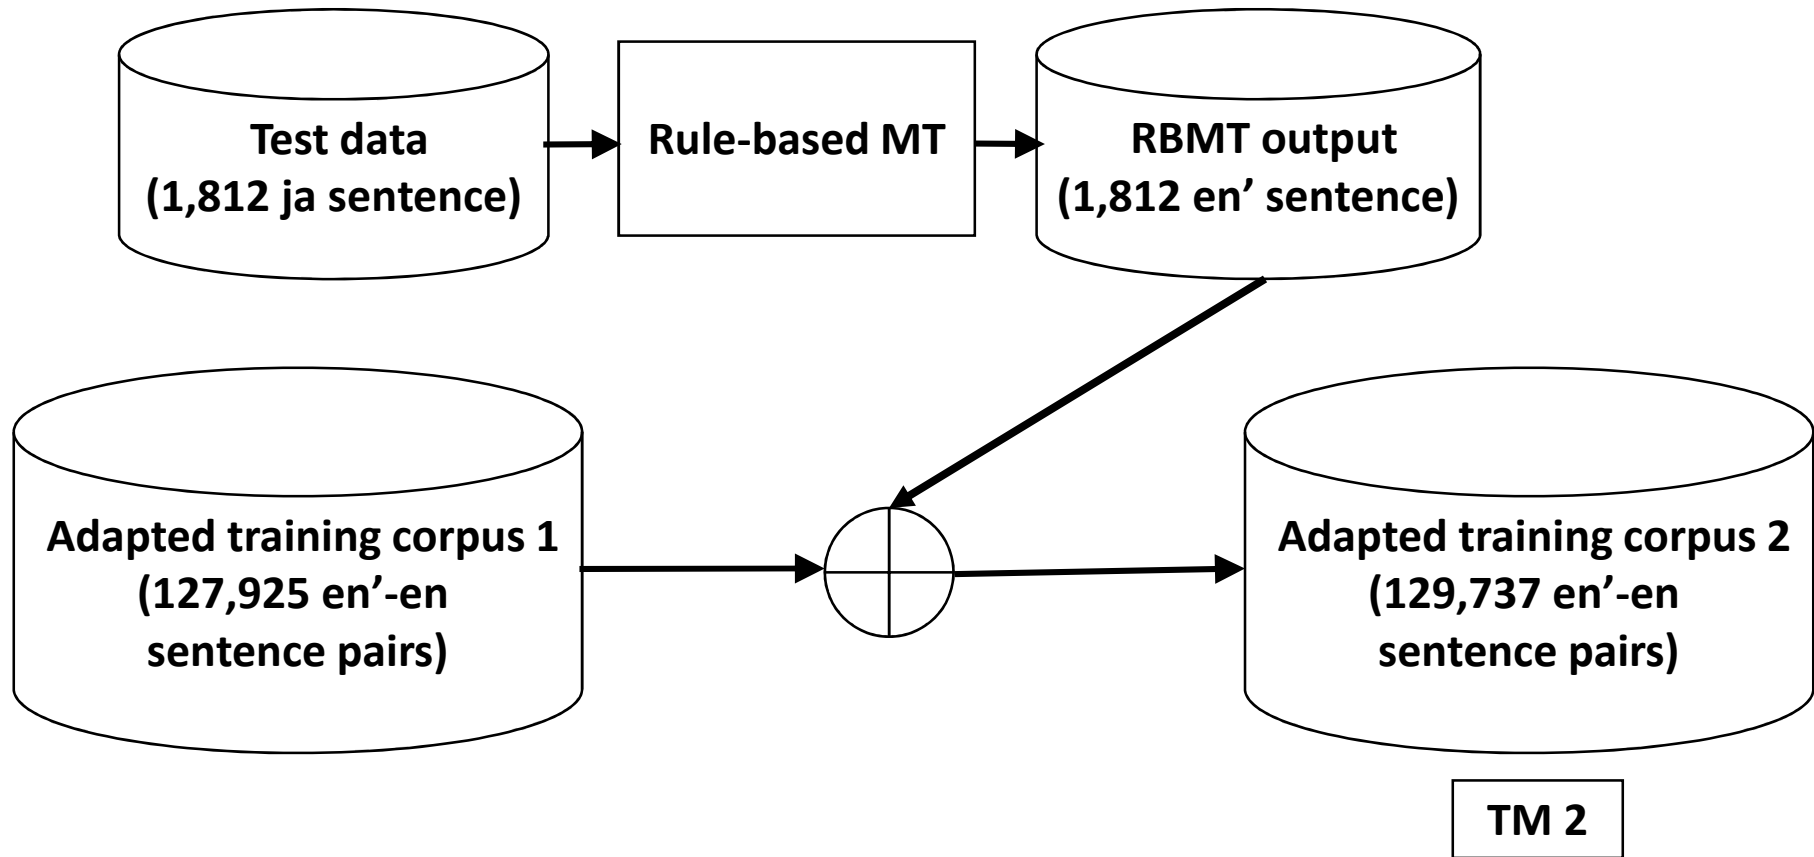 Test data
(1,812 ja sentence)
Rule-based MT
RBMT output
(1,812 en’ sentence)
Adapted training corpus 1
(127,925 en’-en
sentence pairs)
Adapted training corpus 2
(129,737 en’-en
sentence pairs)
TM 2